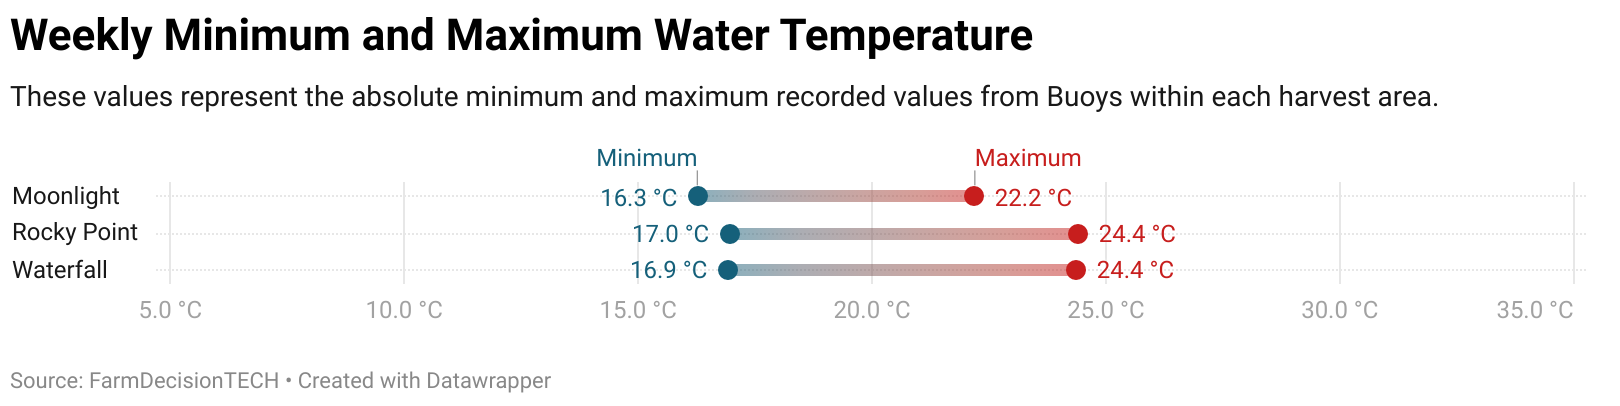 Weekly Minimum and Maximum Water Temperature
These values represent the absolute minimum and maximum recorded values from Buoys within each harvest area.
Minimum Maximum
Moonlight 16.3 °C 22.2 °C
Rocky Point 17.0 °C 24.4 °C
Waterfall 16.9 °C 24.4 °C
5.0 °C 10.0 °C 15.0 °C 20.0 °C 25.0 °C 30.0 °C 35.0 °C
Source: FarmDecisionTECH • Created with Datawrapper